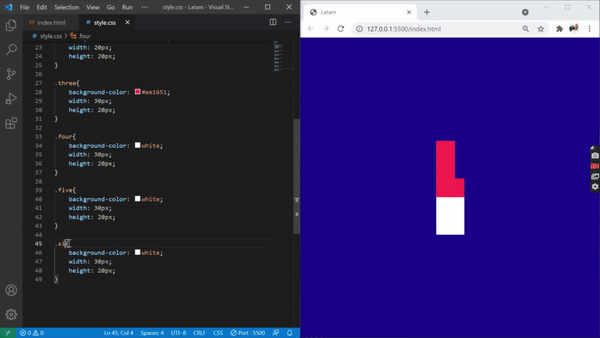 File Edit Selection View Go Run ··· style.css - Latam - Visual St...
index.html style.css
style.css > .four
23 width: 20px;
24 height: 20px;
25 }
26
27 .three{
28 background-color: #ee1651;
29 width: 30px;
30 height: 20px;
31 }
32
33 .four{
34 background-color: white;
35 width: 30px;
36 height: 20px;
37 }
38
39 .five{
40 background-color: white;
41 width: 30px;
42 height: 20px;
43 }
44
45 .si{
46 background-color: white;
47 width: 30px;
48 height: 20px;
49 }
0 0 Ln 45, Col 4 Spaces: 4 UTF-8 CRLF CSS Port : 5500
Latam
127.0.0.1:5500/index.html